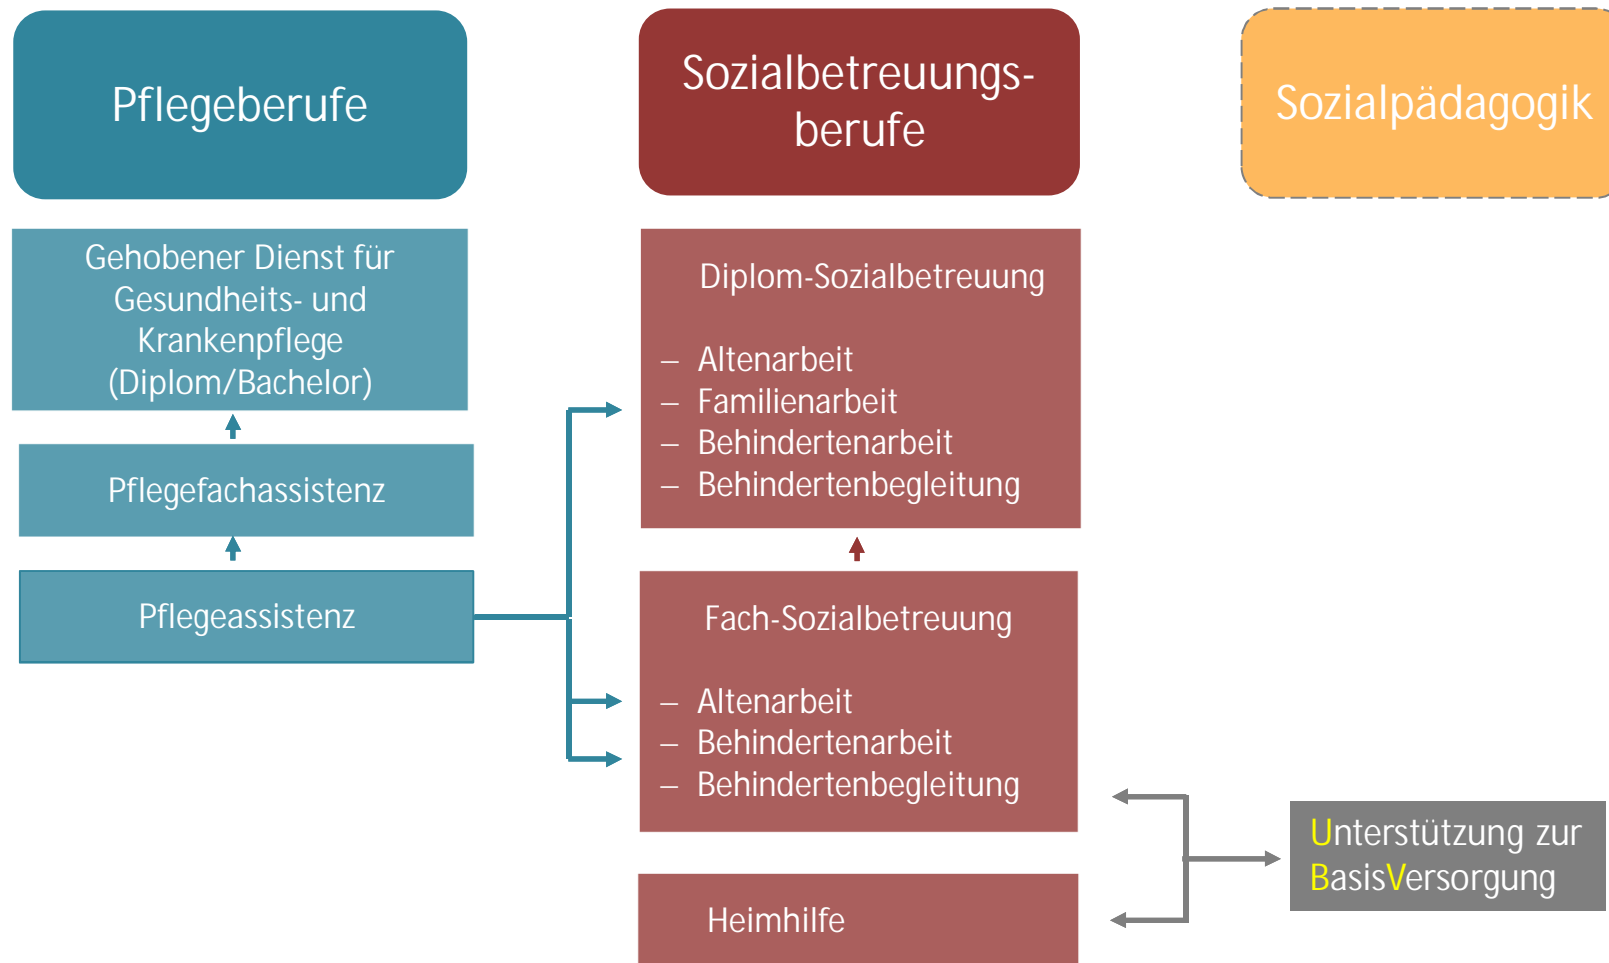 Pflegeberufe
Sozialbetreuungs-
berufe
Sozialpädagogik
Gehobener Dienst für
Gesundheits- und
Krankenpflege
(Diplom/Bachelor)
Pflegefachassistenz
Pflegeassistenz
Diplom-Sozialbetreuung
– Altenarbeit
– Familienarbeit
– Behindertenarbeit
– Behindertenbegleitung
Fach-Sozialbetreuung
– Altenarbeit
– Behindertenarbeit
– Behindertenbegleitung
Heimhilfe
Unterstützung zur
BasisVersorgung